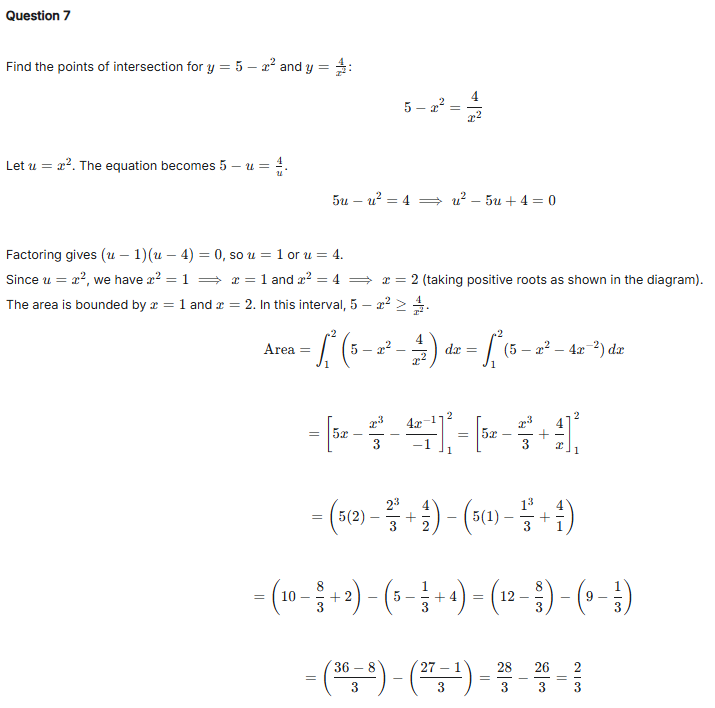 Question 7
Find the points of intersection for $y = 5 - x^2$ and $y = \frac{4}{x^2}$:
$5 - x^2 = \frac{4}{x^2}$
Let $u = x^2$. The equation becomes $5 - u = \frac{4}{u}$.
$5u - u^2 = 4 \implies u^2 - 5u + 4 = 0$
Factoring gives $(u - 1)(u - 4) = 0$, so $u = 1$ or $u = 4$.
Since $u = x^2$, we have $x^2 = 1 \implies x = 1$ and $x^2 = 4 \implies x = 2$ (taking positive roots as shown in the diagram).
The area is bounded by $x = 1$ and $x = 2$. In this interval, $5 - x^2 \geq \frac{4}{x^2}$.
$\text{Area} = \int_1^2 \left( 5 - x^2 - \frac{4}{x^2} \right) dx = \int_1^2 (5 - x^2 - 4x^{-2}) \, dx$
$= \left[ 5x - \frac{x^3}{3} - \frac{4x^{-1}}{-1} \right]_1^2 = \left[ 5x - \frac{x^3}{3} + \frac{4}{x} \right]_1^2$
$= \left( 5(2) - \frac{2^3}{3} + \frac{4}{2} \right) - \left( 5(1) - \frac{1^3}{3} + \frac{4}{1} \right)$
$= \left( 10 - \frac{8}{3} + 2 \right) - \left( 5 - \frac{1}{3} + 4 \right) = \left( 12 - \frac{8}{3} \right) - \left( 9 - \frac{1}{3} \right)$
$= \left( \frac{36 - 8}{3} \right) - \left( \frac{27 - 1}{3} \right) = \frac{28}{3} - \frac{26}{3} = \frac{2}{3}$